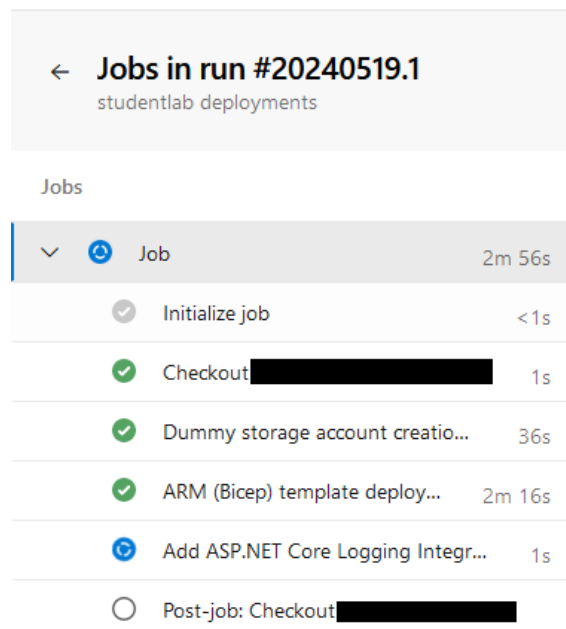 Jobs in run #20240519.1
studentlab deployments
Jobs
Job 2m 56s
Initialize job <1s
Checkout 1s
Dummy storage account creatio... 36s
ARM (Bicep) template deploy... 2m 16s
Add ASP.NET Core Logging Integr... 1s
Post-job: Checkout